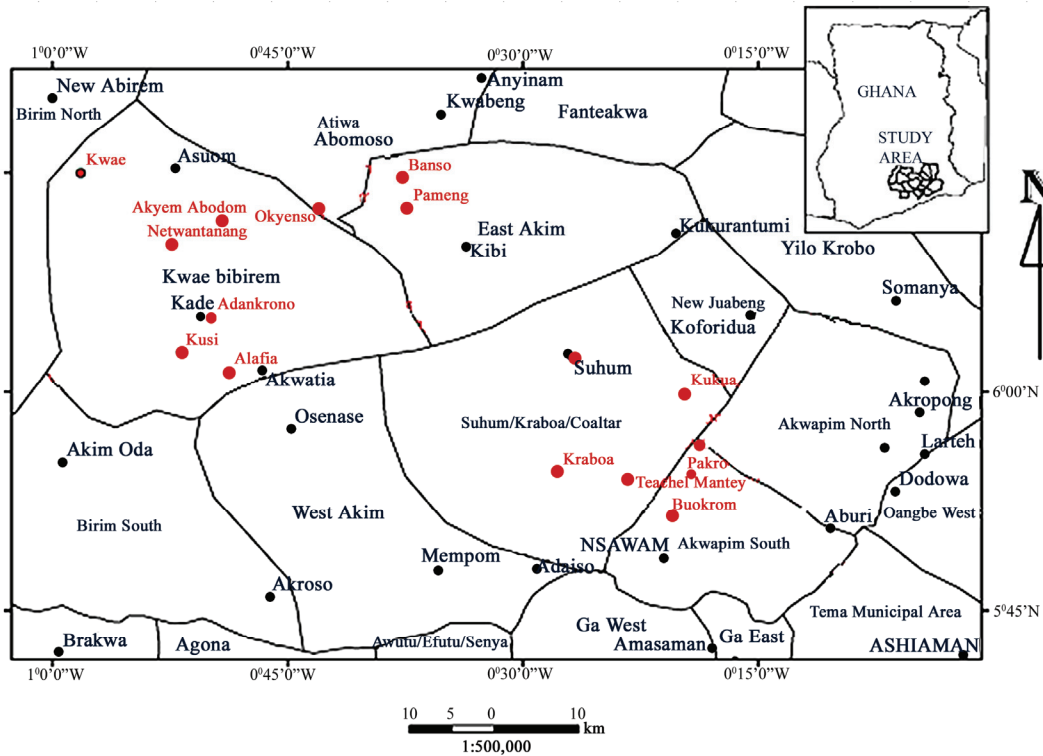 1°0’0”W
0°45’0”W
0°30’0”W
0°15’0”W
GHANA
STUDY
AREA
N
New Abirem
Birim North
Anyinam
Kwabeng
Fanteakwa
Atiwa
Abomoso
Kwae
Asuom
Banso
Pameng
Akyem Abodom
Okyenso
Netwantanang
East Akim
Kibi
Kukurantumi
Yilo Krobo
Kwae bibirem
Kade
Adankrono
Somanya
New Juabeng
Koforidua
Kusi
Alafia
Akwatia
Suhum
Kukua
6°00’N
Akropong
Osenase
Suhum/Kraboa/Coaltar
Akwapim North
Larteh
Akim Oda
Kraboa
Pakro
Teachel Mantey
Dodowa
Buokrom
Oangbe West
Birim South
West Akim
Aburi
NSAWAM
Akwapim South
Mempom
Adaiso
Akroso
5°45’N
Tema Municipal Area
Ga West
Ga East
Brakwa
Agona
Awutu/Efutu/Senya
Amasaman
ASHIAMAN
1°0’0”W
0°45’0”W
0°30’0”W
0°15’0”W
10 5 0 10
km
1:500,000